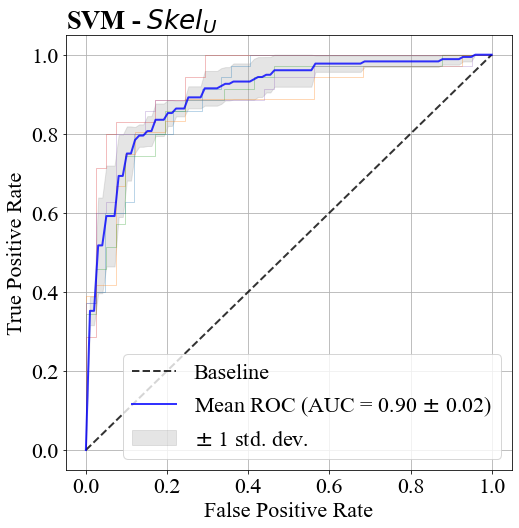 SVM - Skel_U
True Positive Rate
1.0
0.8
0.6
0.4
0.2
0.0
Baseline
Mean ROC (AUC = 0.90 ± 0.02)
± 1 std. dev.
0.0 0.2 0.4 0.6 0.8 1.0
False Positive Rate